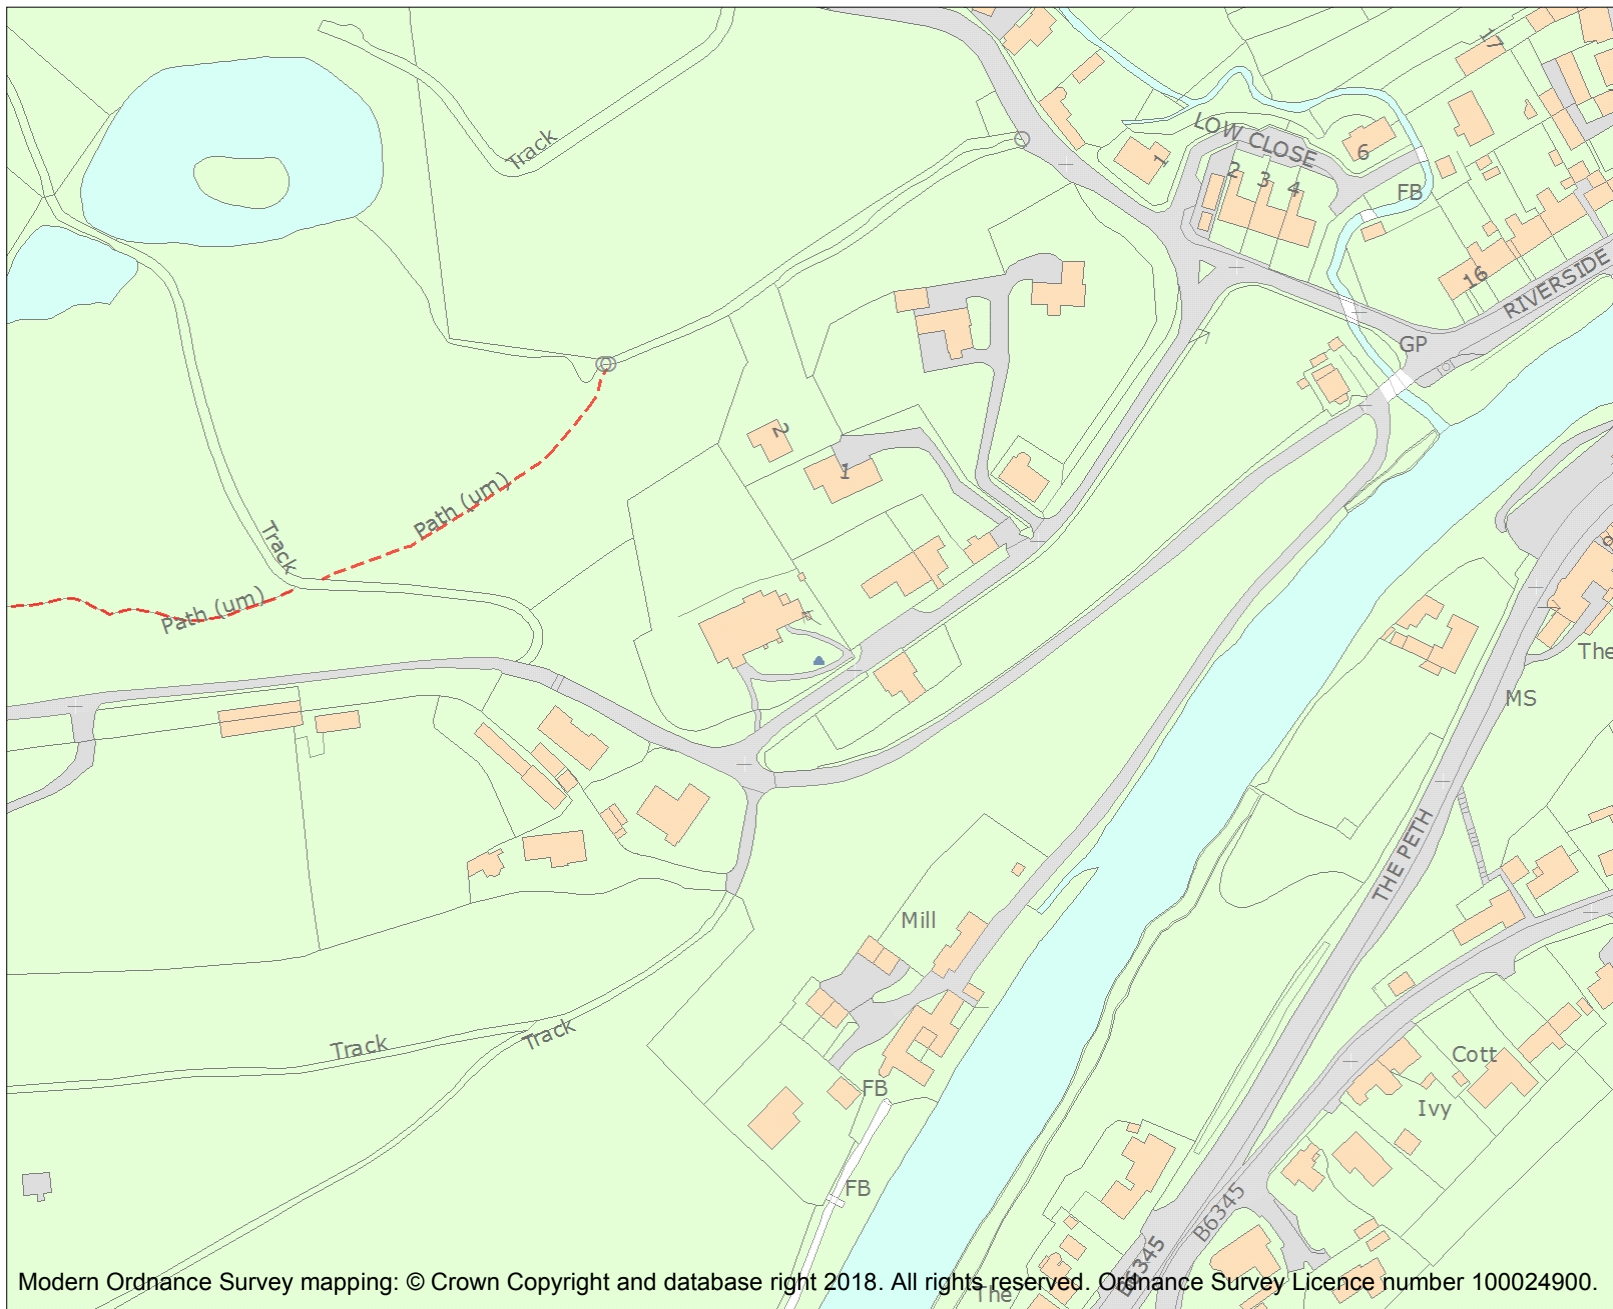 17
Track
LOW CLOSE
1
6
2
3
4
FB
16
RIVERSIDE
GP
2
1
Path (um)
Track
Path (um)
The
MS
THE PETH
Mill
Track
Track
Cott
FB
Ivy
FB
B6345
B6345
The
Modern Ordnance Survey mapping: © Crown Copyright and database right 2018. All rights reserved. Ordnance Survey Licence number 100024900.